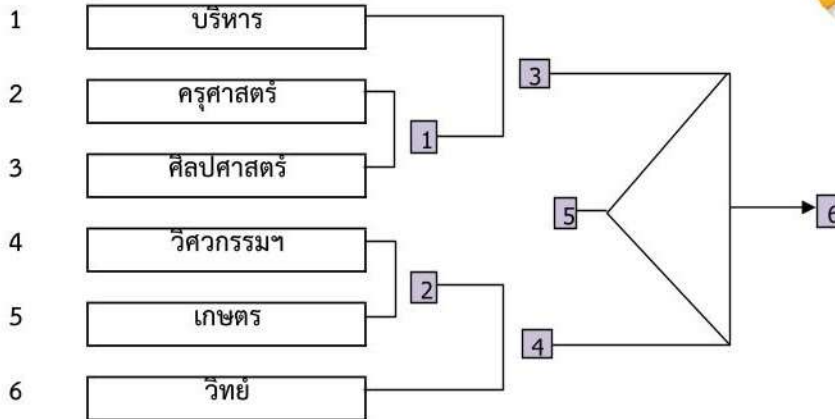 1 บริหาร
3
2 ครุศาสตร์
1
3 ศิลปศาสตร์
5
6
4 วิศวกรรมฯ
2
5 เกษตร
4
6 วิทย์